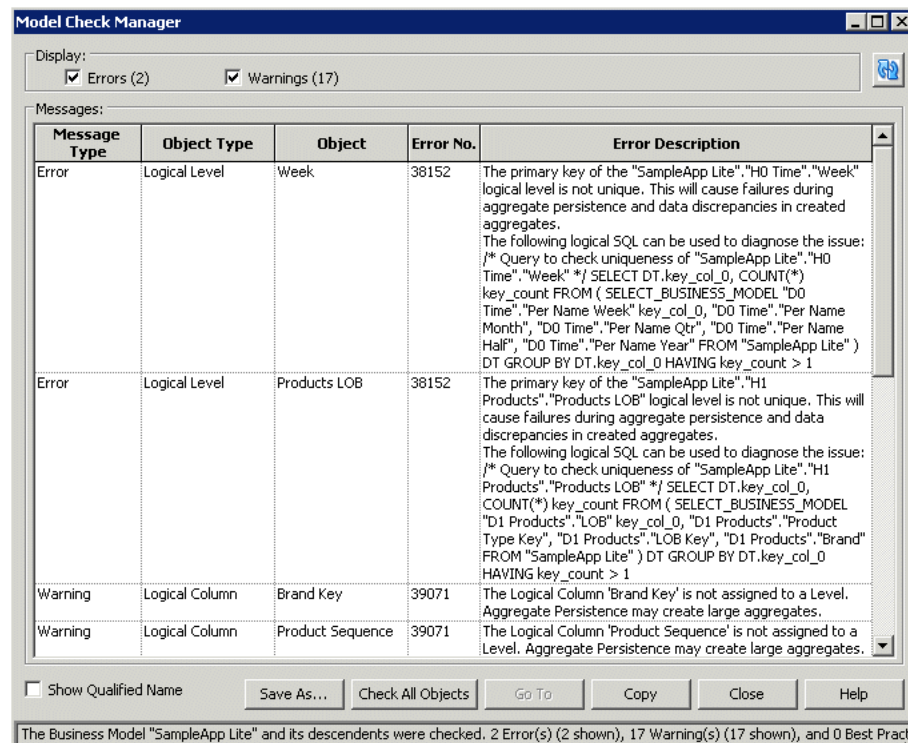 Model Check Manager
Display:
Errors (2)
Warnings (17)
Messages:
Message Type
Object Type
Object
Error No.
Error Description
Error
Logical Level
Week
38152
The primary key of the "SampleApp Lite"."H0 Time"."Week"
logical level is not unique. This will cause failures during
aggregate persistence and data discrepancies in created
aggregates.
The following logical SQL can be used to diagnose the issue:
/* Query to check uniqueness of "SampleApp Lite"."H0
Time"."Week" */ SELECT DT.key_col_0, COUNT(*)
key_count FROM ( SELECT_BUSINESS_MODEL "D0
Time"."Per Name Week" key_col_0, "D0 Time"."Per Name
Month", "D0 Time"."Per Name Qtr", "D0 Time"."Per Name
Half", "D0 Time"."Per Name Year" FROM "SampleApp Lite" )
DT GROUP BY DT.key_col_0 HAVING key_count > 1
Error
Logical Level
Products LOB
38152
The primary key of the "SampleApp Lite"."H1
Products"."Products LOB" logical level is not unique. This will
cause failures during aggregate persistence and data
discrepancies in created aggregates.
The following logical SQL can be used to diagnose the issue:
/* Query to check uniqueness of "SampleApp Lite"."H1
Products"."Products LOB" */ SELECT DT.key_col_0,
COUNT(*) key_count FROM ( SELECT_BUSINESS_MODEL
"D1 Products"."LOB" key_col_0, "D1 Products"."Product
Type Key", "D1 Products"."LOB Key", "D1 Products"."Brand"
FROM "SampleApp Lite" ) DT GROUP BY DT.key_col_0
HAVING key_count > 1
Warning
Logical Column
Brand Key
39071
The Logical Column 'Brand Key' is not assigned to a Level.
Aggregate Persistence may create large aggregates.
Warning
Logical Column
Product Sequence
39071
The Logical Column 'Product Sequence' is not assigned to a
Level. Aggregate Persistence may create large aggregates.
Show Qualified Name
Save As...
Check All Objects
Go To
Copy
Close
Help
The Business Model "SampleApp Lite" and its descendents were checked. 2 Error(s) (2 shown), 17 Warning(s) (17 shown), and 0 Best Pract